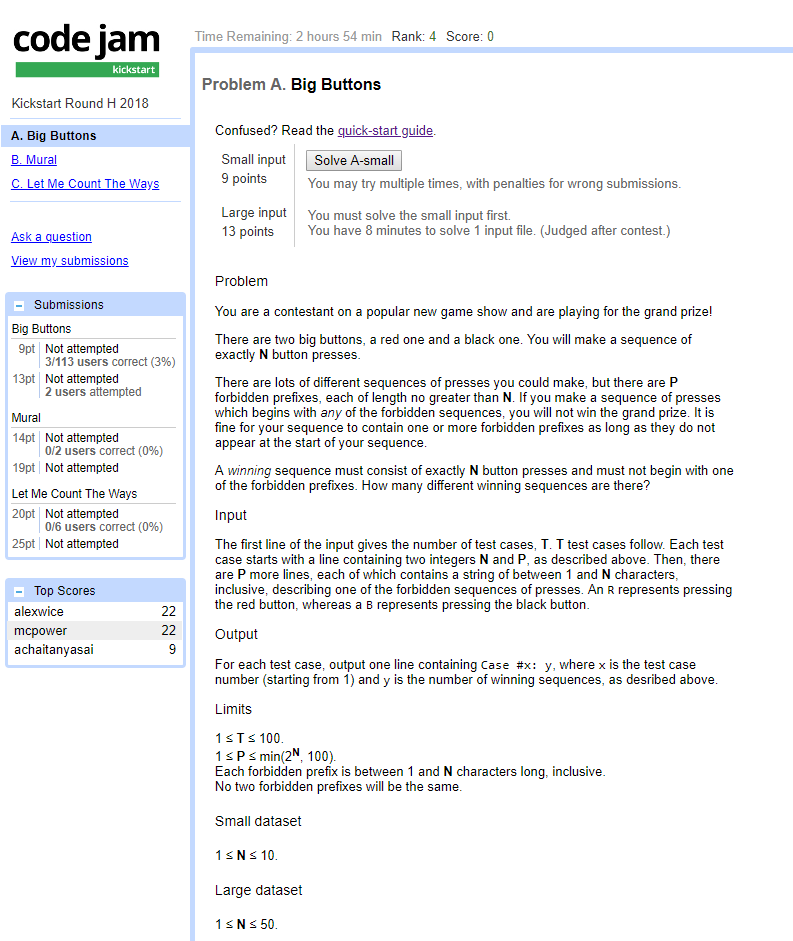 code jam
kickstart
Kickstart Round H 2018
A. Big Buttons
B. Mural
C. Let Me Count The Ways
Ask a question
View my submissions
Submissions
Big Buttons
9pt Not attempted
3/113 users correct (3%)
13pt Not attempted
2 users attempted
Mural
14pt Not attempted
0/2 users correct (0%)
19pt Not attempted
Let Me Count The Ways
20pt Not attempted
0/6 users correct (0%)
25pt Not attempted
Top Scores
alexwice 22
mcpower 22
achaitanyasai 9
Time Remaining: 2 hours 54 min Rank: 4 Score: 0
Problem A. Big Buttons
Confused? Read the quick-start guide.
Small input
9 points
Solve A-small
You may try multiple times, with penalties for wrong submissions.
Large input
13 points
You must solve the small input first.
You have 8 minutes to solve 1 input file. (Judged after contest.)
Problem
You are a contestant on a popular new game show and are playing for the grand prize!
There are two big buttons, a red one and a black one. You will make a sequence of
exactly N button presses.
There are lots of different sequences of presses you could make, but there are P
forbidden prefixes, each of length no greater than N. If you make a sequence of presses
which begins with any of the forbidden sequences, you will not win the grand prize. It is
fine for your sequence to contain one or more forbidden prefixes as long as they do not
appear at the start of your sequence.
A winning sequence must consist of exactly N button presses and must not begin with one
of the forbidden prefixes. How many different winning sequences are there?
Input
The first line of the input gives the number of test cases, T. T test cases follow. Each test
case starts with a line containing two integers N and P, as described above. Then, there
are P more lines, each of which contains a string of between 1 and N characters,
inclusive, describing one of the forbidden sequences of presses. An R represents pressing
the red button, whereas a B represents pressing the black button.
Output
For each test case, output one line containing Case #x: y, where x is the test case
number (starting from 1) and y is the number of winning sequences, as desribed above.
Limits
1 ≤ T ≤ 100.
1 ≤ P ≤ min(2^N, 100).
Each forbidden prefix is between 1 and N characters long, inclusive.
No two forbidden prefixes will be the same.
Small dataset
1 ≤ N ≤ 10.
Large dataset
1 ≤ N ≤ 50.